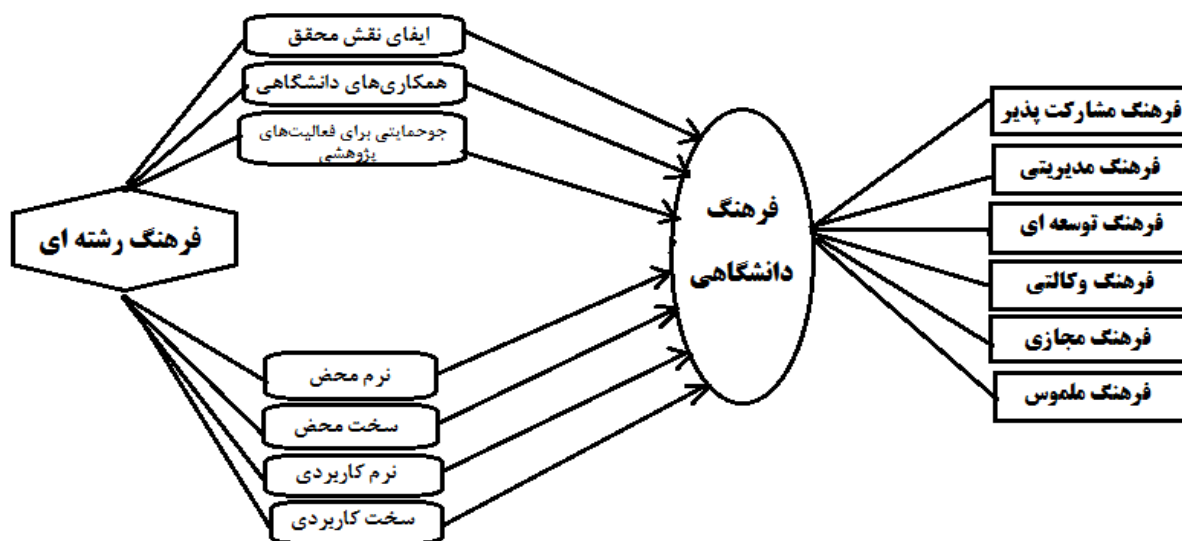 ایفای نقش محقق
همکاری‌های دانشگاهی
جوحمایتی برای فعالیت‌های
پژوهشی
فرهنگ رشته ای
نرم محض
سخت محض
نرم کاربردی
سخت کاربردی
فرهنگ
دانشگاهی
فرهنگ مشارکت پذیر
فرهنگ مدیریتی
فرهنگ توسعه ای
فرهنگ وکالتی
فرهنگ مجازی
فرهنگ ملموس